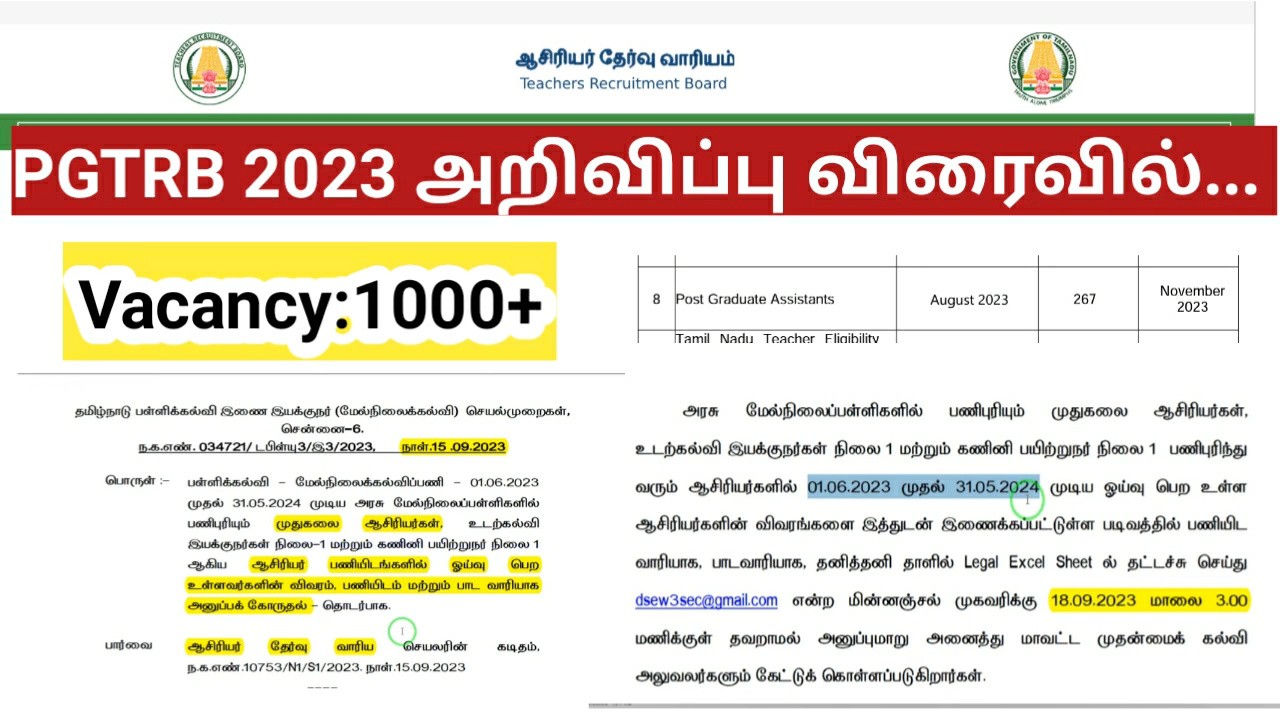 ஆசிரியர் தேர்வு வாரியம்
Teachers Recruitment Board
TEACHERS RECRUITMENT BOARD
GOVERNMENT OF TAMILNADU
TRUTH ALONE TRIUMPHS
PGTRB 2023 அறிவிப்பு விரைவில்...
Vacancy:1000+
8 Post Graduate Assistants August 2023 267 November 2023
Tamil Nadu Teacher Eligibility
தமிழ்நாடு பள்ளிக்கல்வி இணை இயக்குநர் (மேல்நிலைக்கல்வி) செயல்முறைகள்,
சென்னை-6.
ந.க.எண். 034721/ டபிள்யு3/இ3/2023, நாள்.15 .09.2023
பொருள் :- பள்ளிக்கல்வி - மேல்நிலைக்கல்விப்பணி - 01.06.2023
முதல் 31.05.2024 முடிய அரசு மேல்நிலைப்பள்ளிகளில்
பணிபுரியும் முதுகலை ஆசிரியர்கள், உடற்கல்வி
இயக்குநர்கள் நிலை-1 மற்றும் கணினி பயிற்றுநர் நிலை 1
ஆகிய ஆசிரியர் பணியிடங்களில் ஓய்வு பெற
உள்ளவர்களின் விவரம், பணியிடம் மற்றும் பாட வாரியாக
அனுப்பக் கோருதல் - தொடர்பாக.
பார்வை ஆசிரியர் தேர்வு வாரிய செயலரின் கடிதம்,
ந.க.எண்.10753/N1/S1/2023. நாள்.15.09.2023
----
அரசு மேல்நிலைப்பள்ளிகளில் பணிபுரியும் முதுகலை ஆசிரியர்கள்,
உடற்கல்வி இயக்குநர்கள் நிலை 1 மற்றும் கணினி பயிற்றுநர் நிலை 1 பணிபுரிந்து
வரும் ஆசிரியர்களில் 01.06.2023 முதல் 31.05.2024 முடிய ஓய்வு பெற உள்ள
ஆசிரியர்களின் விவரங்களை இத்துடன் இணைக்கப்பட்டுள்ள படிவத்தில் பணியிட
வாரியாக, பாடவாரியாக, தனித்தனி தாளில் Legal Excel Sheet ல் தட்டச்சு செய்து
dsew3sec@gmail.com என்ற மின்னஞ்சல் முகவரிக்கு 18.09.2023 மாலை 3.00
மணிக்குள் தவறாமல் அனுப்புமாறு அனைத்து மாவட்ட முதன்மைக் கல்வி
அலுவலர்களும் கேட்டுக் கொள்ளப்படுகிறார்கள்.